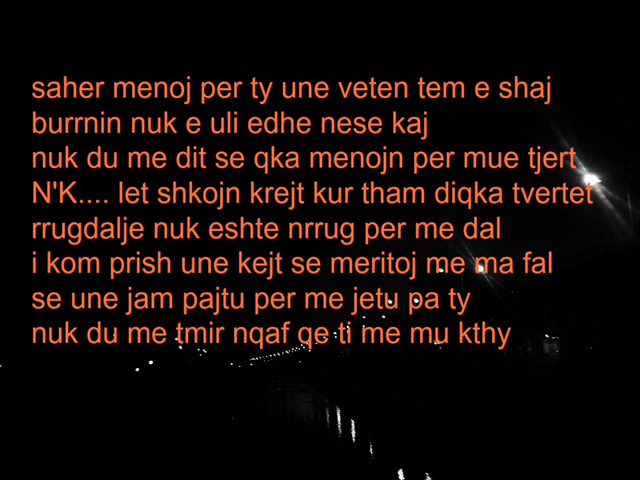 saher menoj per ty une veten tem e shaj
burrnin nuk e uli edhe nese kaj
nuk du me dit se qka menojn per mue tjert
N'K.... let shkojn krejt kur tham diqka tvertet
rrugdalje nuk eshte nrrug per me dal
i kom prish une kejt se meritoj me ma fal
se une jam pajtu per me jetu pa ty
nuk du me tmir nqaf qe ti me mu kthy